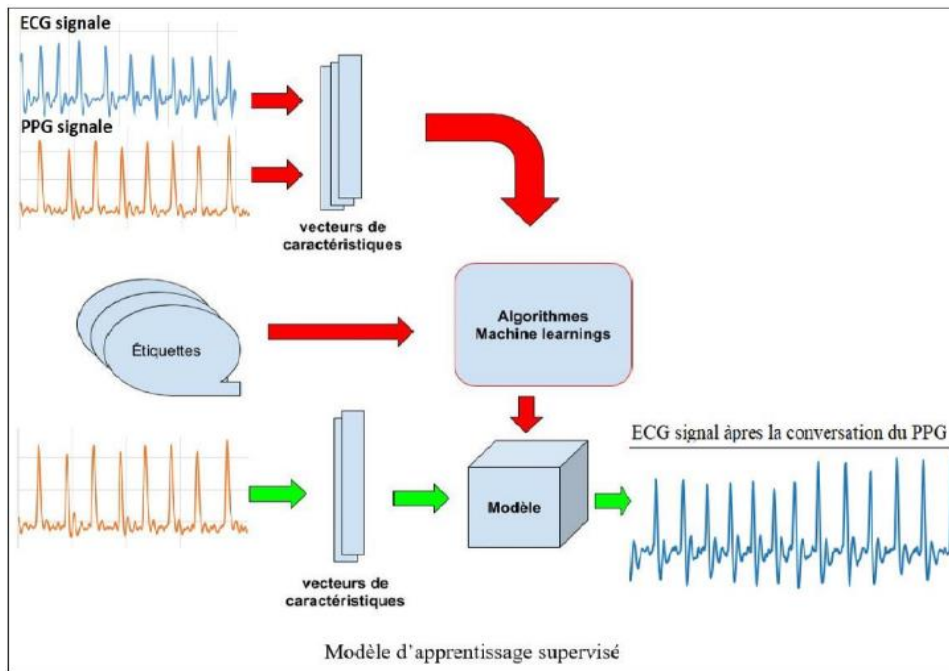 ECG signale
PPG signale
vecteurs de
caractéristiques
Étiquettes
Algorithmes
Machine learnings
ECG signal àpres la conversation du PPG
Modèle
vecteurs de
caractéristiques
Modèle d'apprentissage supervisé